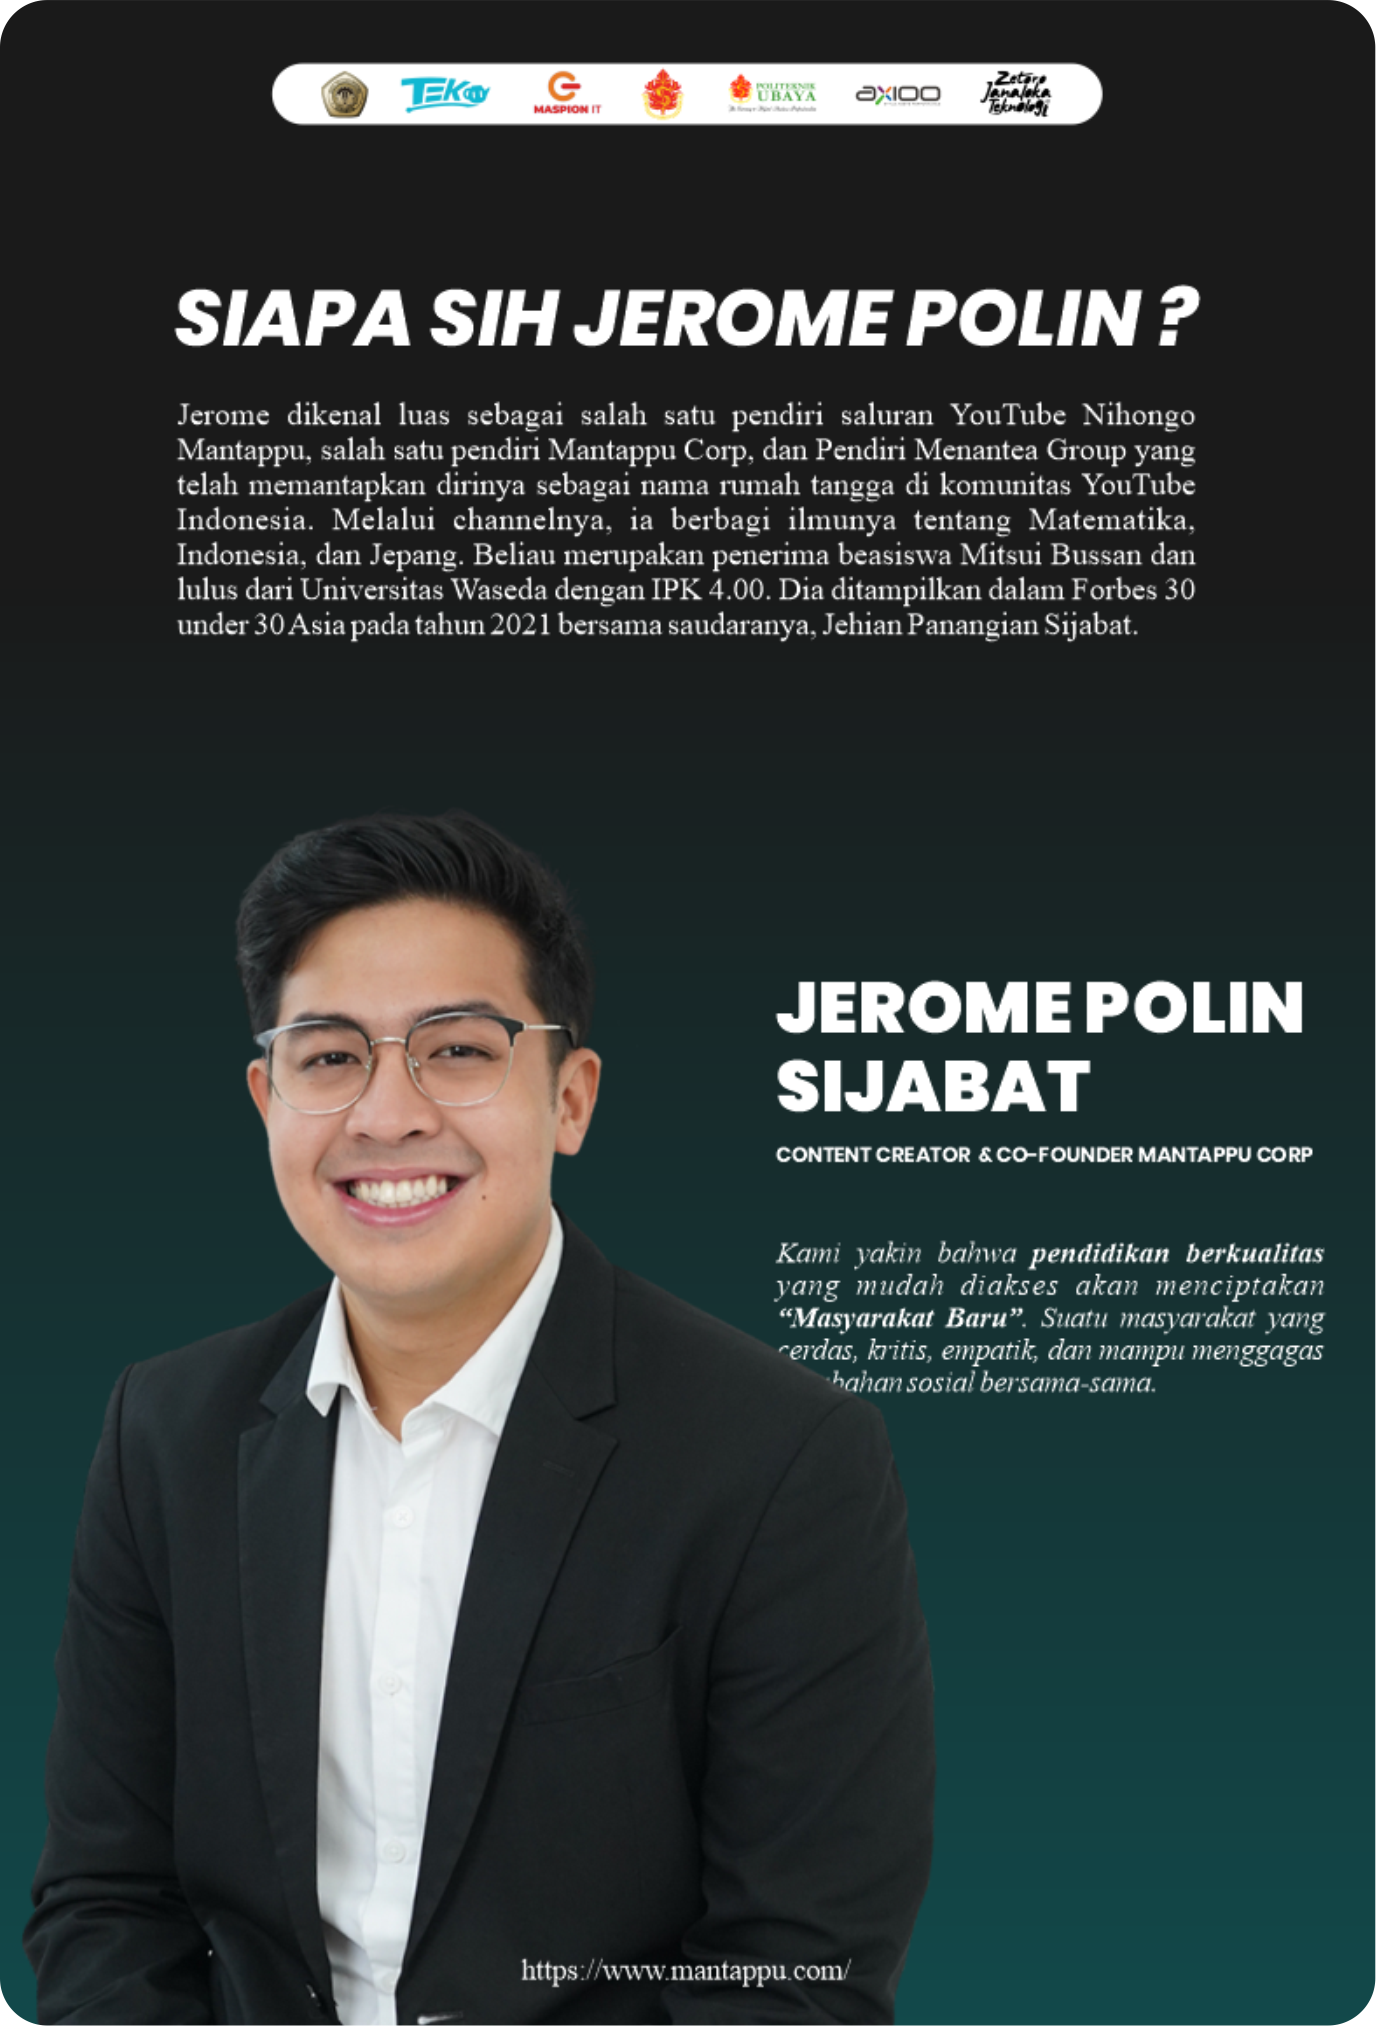 TEKO
MASPION IT
POLITEKNIK
UBAYA
axioo
Zetoro
Janaloka
Teknologi
SIAPA SIH JEROME POLIN ?
Jerome dikenal luas sebagai salah satu pendiri saluran YouTube Nihongo
Mantappu, salah satu pendiri Mantappu Corp, dan Pendiri Menantea Group yang
telah memantapkan dirinya sebagai nama rumah tangga di komunitas YouTube
Indonesia. Melalui channelnya, ia berbagi ilmunya tentang Matematika,
Indonesia, dan Jepang. Beliau merupakan penerima beasiswa Mitsui Bussan dan
lulus dari Universitas Waseda dengan IPK 4.00. Dia ditampilkan dalam Forbes 30
under 30 Asia pada tahun 2021 bersama saudaranya, Jehian Panangian Sijabat.
JEROME POLIN
SIJABAT
CONTENT CREATOR & CO-FOUNDER MANTAPPU CORP
Kami yakin bahwa pendidikan berkualitas
yang mudah diakses akan menciptakan
“Masyarakat Baru”. Suatu masyarakat yang
cerdas, kritis, empatik, dan mampu menggagas
sosial bersama-sama.
https://www.mantappu.com/